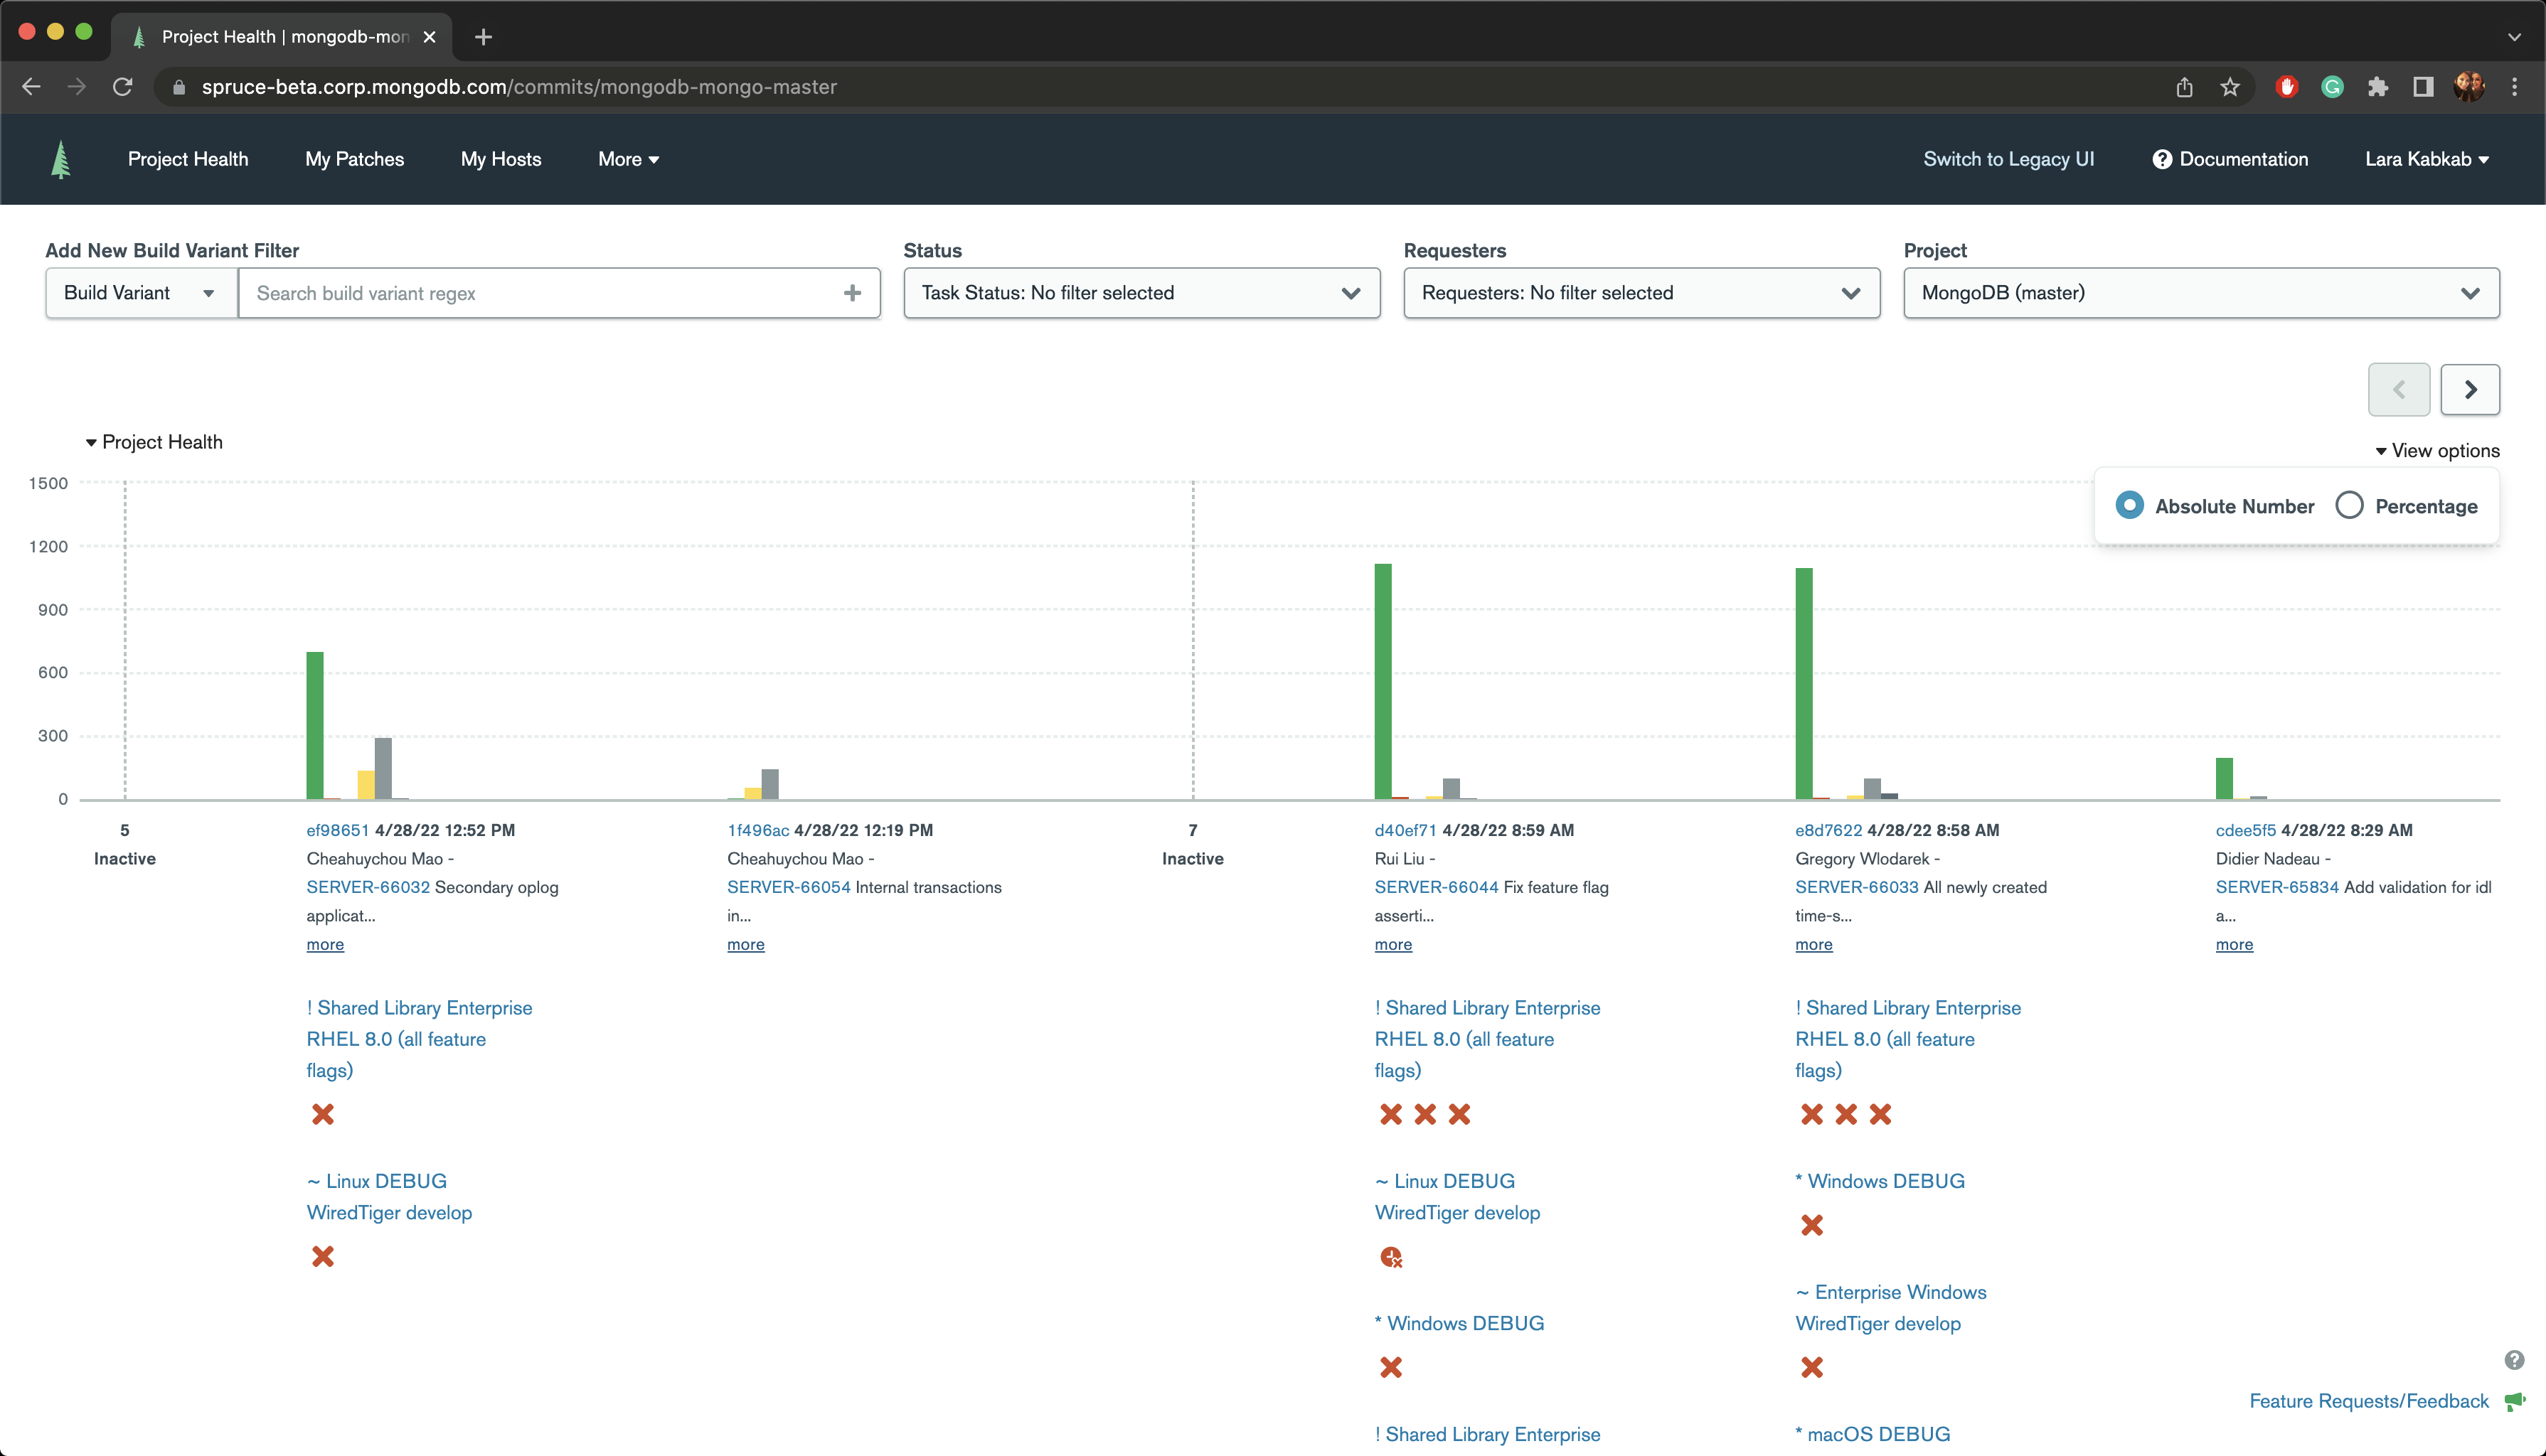 Project Health | mongodb-mon
spruce-beta.corp.mongodb.com/commits/mongodb-mongo-master
Project Health My Patches My Hosts More Switch to Legacy UI Documentation Lara Kabkab
Add New Build Variant Filter Status Requesters Project
Build Variant Search build variant regex Task Status: No filter selected Requesters: No filter selected MongoDB (master)
Project Health
View options
Absolute Number Percentage
1500
1200
900
600
300
0
5
Inactive
ef98651 4/28/22 12:52 PM
Cheahuychou Mao -
SERVER-66032 Secondary oplog
applicat...
more
! Shared Library Enterprise
RHEL 8.0 (all feature
flags)
~ Linux DEBUG
WiredTiger develop
1f496ac 4/28/22 12:19 PM
Cheahuychou Mao -
SERVER-66054 Internal transactions
in...
more
7
Inactive
d40ef71 4/28/22 8:59 AM
Rui Liu -
SERVER-66044 Fix feature flag
asserti...
more
! Shared Library Enterprise
RHEL 8.0 (all feature
flags)
~ Linux DEBUG
WiredTiger develop
* Windows DEBUG
! Shared Library Enterprise
e8d7622 4/28/22 8:58 AM
Gregory Wlodarek -
SERVER-66033 All newly created
time-s...
more
! Shared Library Enterprise
RHEL 8.0 (all feature
flags)
* Windows DEBUG
~ Enterprise Windows
WiredTiger develop
* macOS DEBUG
cdee5f5 4/28/22 8:29 AM
Didier Nadeau -
SERVER-65834 Add validation for idl
a...
more
Feature Requests/Feedback